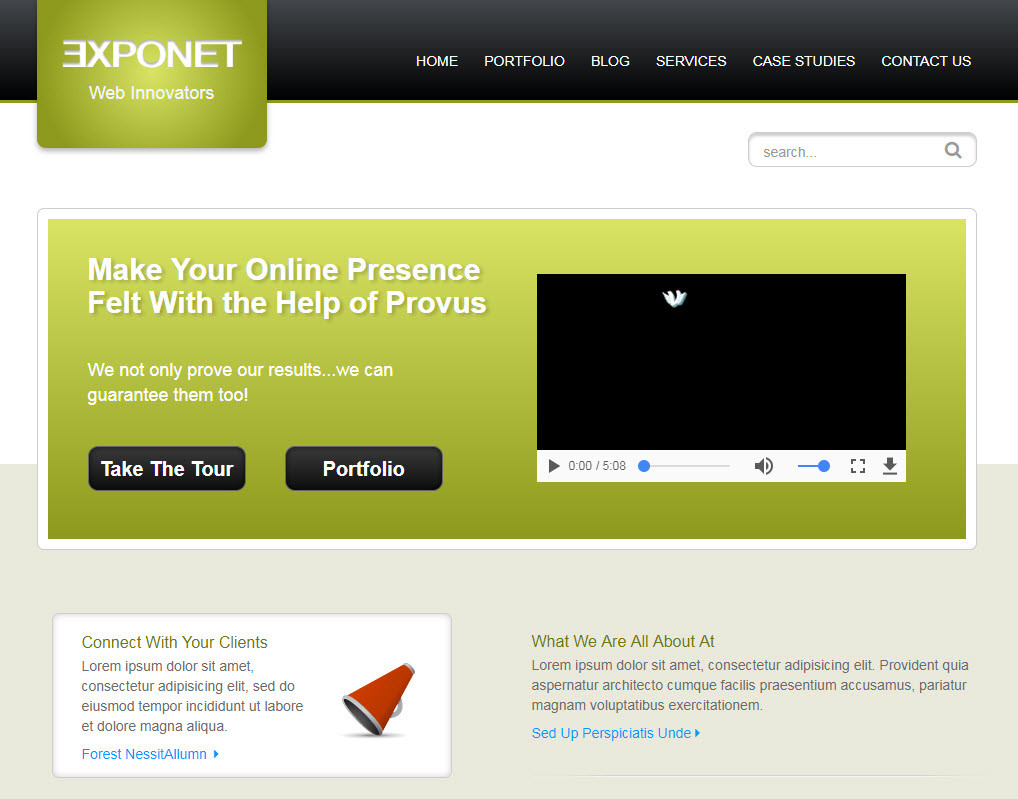 ƎXPONET
Web Innovators
HOME PORTFOLIO BLOG SERVICES CASE STUDIES CONTACT US
search...
Make Your Online Presence
Felt With the Help of Provus
We not only prove our results...we can
guarantee them too!
Take The Tour
Portfolio
0:00 / 5:08
Connect With Your Clients
Lorem ipsum dolor sit amet,
consectetur adipisicing elit, sed do
eiusmod tempor incididunt ut labore
et dolore magna aliqua.
Forest NessitAllumn
What We Are All About At
Lorem ipsum dolor sit amet, consectetur adipisicing elit. Provident quia
aspernatur architecto cumque facilis praesentium accusamus, pariatur
magnam voluptatibus exercitationem.
Sed Up Perspiciatis Unde